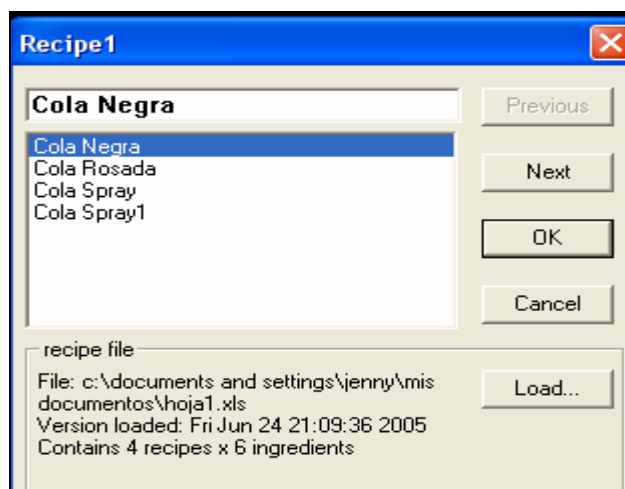 Recipe1
Cola Negra
Previous
Cola Negra
Cola Rosada
Cola Spray
Cola Spray1
Next
OK
Cancel
recipe file
File: c:\documents and settings\jenny\mis
documentos\hoja1.xls
Version loaded: Fri Jun 24 21:09:36 2005
Contains 4 recipes x 6 ingredients
Load...